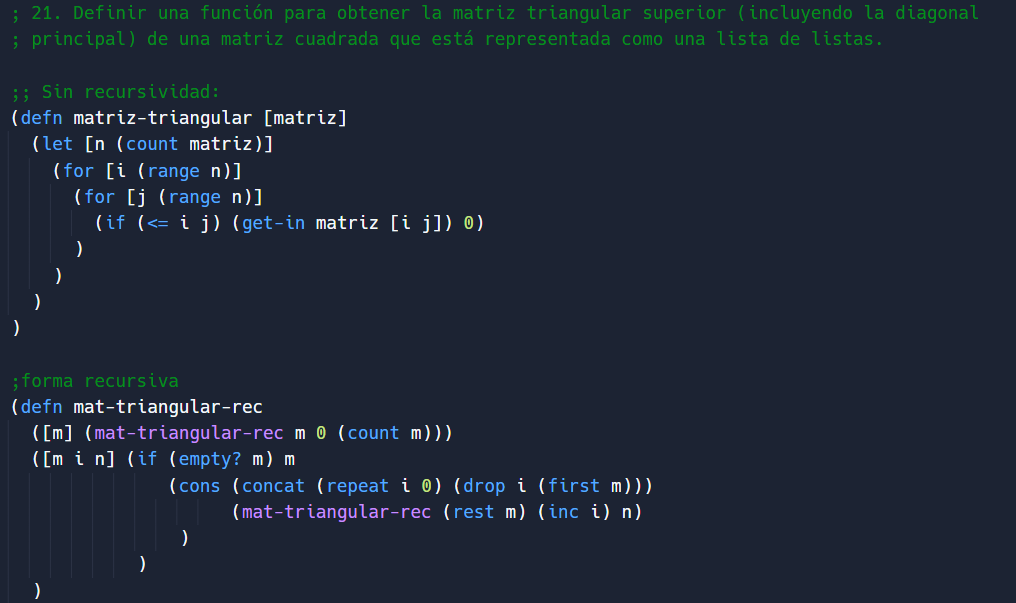 ; 21. Definir una función para obtener la matriz triangular superior (incluyendo la diagonal
; principal) de una matriz cuadrada que está representada como una lista de listas.
;; Sin recursividad:
(defn matriz-triangular [matriz]
(let [n (count matriz)]
(for [i (range n)]
(for [j (range n)]
(if (<= i j) (get-in matriz [i j]) 0)
)
)
)
)
;forma recursiva
(defn mat-triangular-rec
([m] (mat-triangular-rec m 0 (count m)))
([m i n] (if (empty? m) m
(cons (concat (repeat i 0) (drop i (first m)))
(mat-triangular-rec (rest m) (inc i) n)
)
)
)